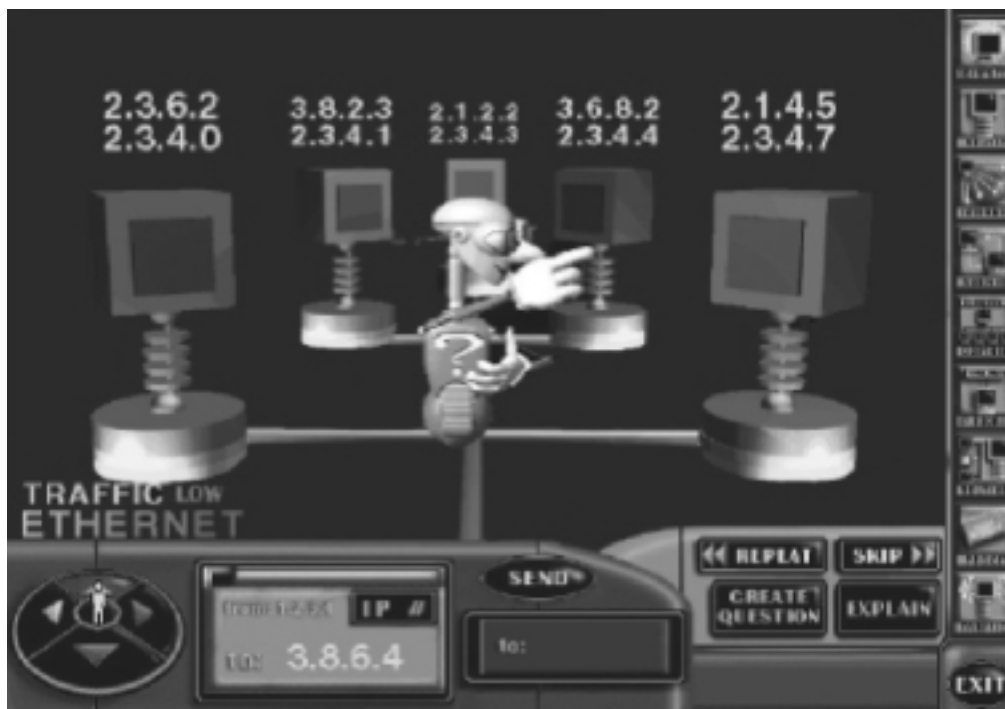 2.3.6.2
2.3.4.0
3.8.2.3
2.3.4.1
2.1.2.2
2.3.4.3
3.6.8.2
2.3.4.4
2.1.4.5
2.3.4.7
?
TRAFFIC LOW
ETHERNET
IP //
TO: 3.8.6.4
SEND
to:
REPEAT
SKIP
CREATE
QUESTION
EXPLAIN
EXIT